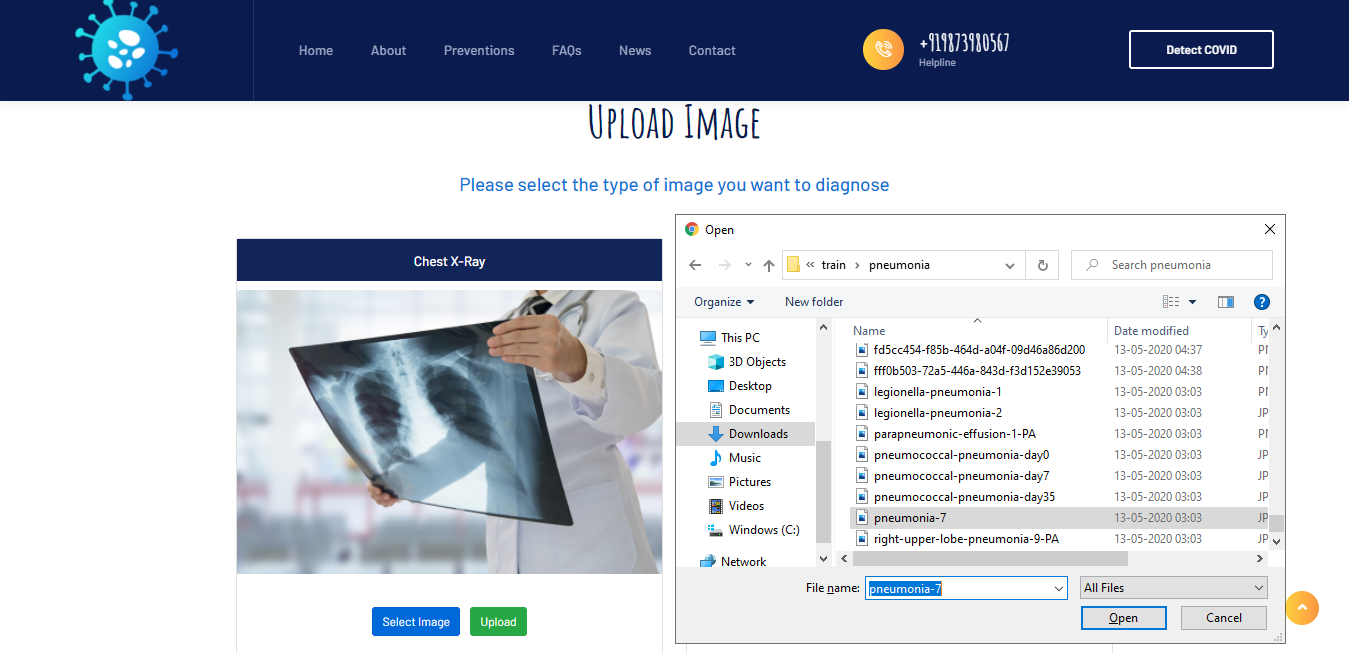 Home About Preventions FAQs News Contact
+919873980567
Helpline
Detect COVID
Upload Image
Please select the type of image you want to diagnose
Chest X-Ray
Select Image Upload
Open
« train › pneumonia
Search pneumonia
Organize New folder
This PC
3D Objects
Desktop
Documents
Downloads
Music
Pictures
Videos
Windows (C:)
Network
Name Date modified Ty
fd5cc454-f85b-464d-a04f-09d46a86d200 13-05-2020 04:37 PN
fff0b503-72a5-446a-843d-f3d152e39053 13-05-2020 04:38 PN
legionella-pneumonia-1 13-05-2020 03:03 PN
legionella-pneumonia-2 13-05-2020 03:03 JP
parapneumonic-effusion-1-PA 13-05-2020 03:03 PN
pneumococcal-pneumonia-day0 13-05-2020 03:03 JP
pneumococcal-pneumonia-day7 13-05-2020 03:03 JP
pneumococcal-pneumonia-day35 13-05-2020 03:03 JP
pneumonia-7 13-05-2020 03:03 JP
right-upper-lobe-pneumonia-9-PA 13-05-2020 03:03 JP
File name: pneumonia-7 All Files
Open Cancel